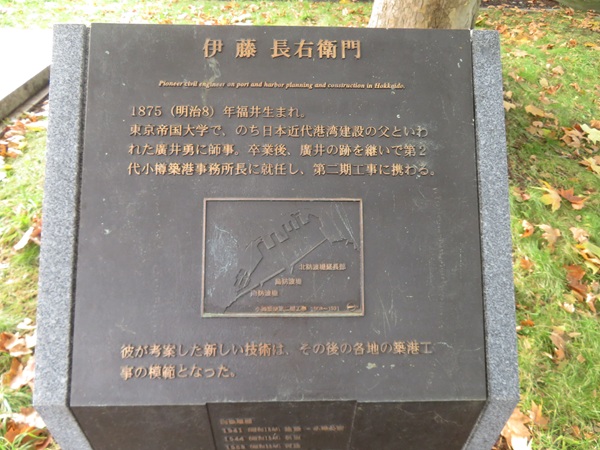 伊藤 長右衛門
Pioneer civil engineer on port and harbor planning and construction in Hokkaido.
1875（明治8）年福井生まれ。
東京帝国大学で、のち日本近代港湾建設の父といわ
れた廣井勇に師事。卒業後、廣井の跡を継いで第2
代小樽築港事務所長に就任し、第二期工事に携わる。
北防波堤延長部
島防波堤
南防波堤
彼が考案した新しい技術は、その後の各地の築港工
事の模範となった。